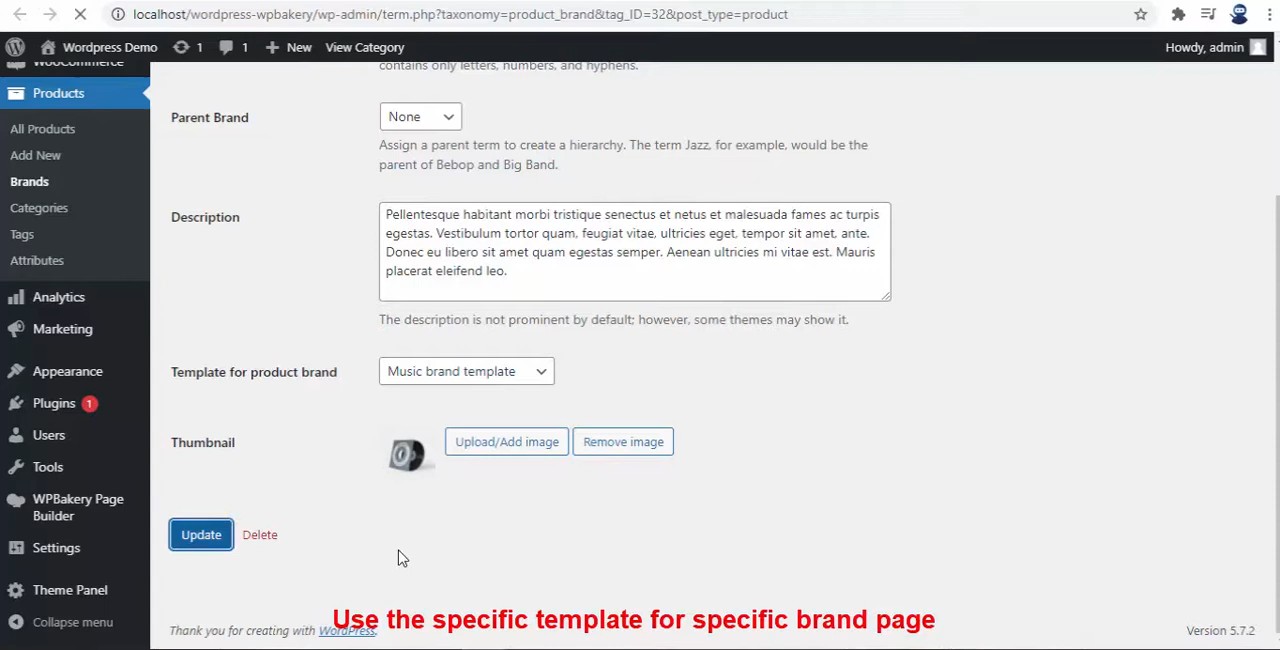 localhost/wordpress-wpbakery/wp-admin/term.php?taxonomy=product_brand&tag_ID=32&post_type=product
Wordpress Demo 1 1 New View Category Howdy, admin
WooCommerce
Products
All Products
Add New
Brands
Categories
Tags
Attributes
Analytics
Marketing
Appearance
Plugins 1
Users
Tools
WPBakery Page
Builder
Settings
Theme Panel
Collapse menu
contains only letters, numbers, and hyphens.
Parent Brand None
Assign a parent term to create a hierarchy. The term Jazz, for example, would be the
parent of Bebop and Big Band.
Description
Pellentesque habitant morbi tristique senectus et netus et malesuada fames ac turpis
egestas. Vestibulum tortor quam, feugiat vitae, ultricies eget, tempor sit amet, ante.
Donec eu libero sit amet quam egestas semper. Aenean ultricies mi vitae est. Mauris
placerat eleifend leo.
The description is not prominent by default; however, some themes may show it.
Template for product brand Music brand template
Thumbnail Upload/Add image Remove image
Update Delete
Use the specific template for specific brand page
Thank you for creating with WordPress. Version 5.7.2